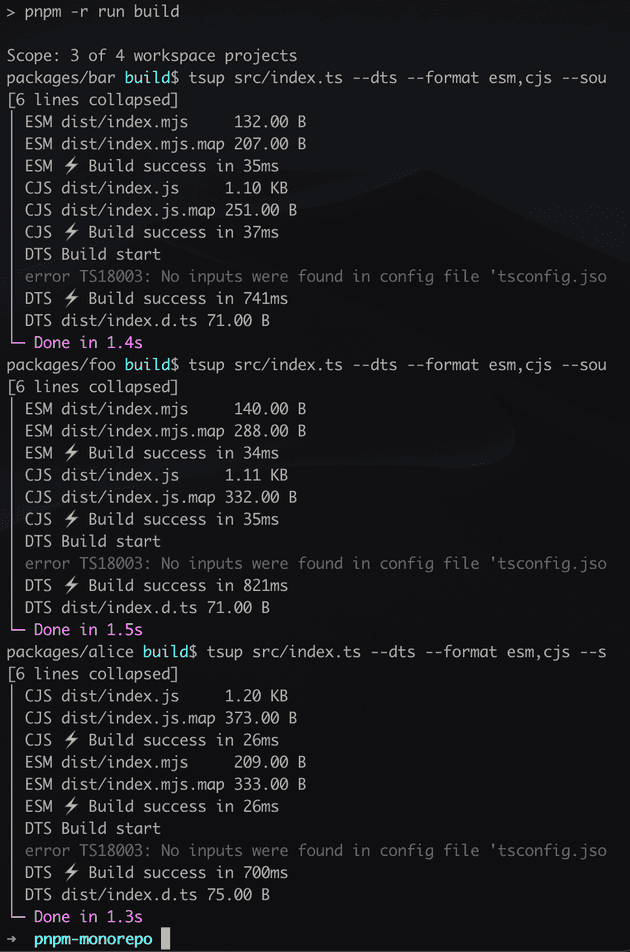 > pnpm -r run build
Scope: 3 of 4 workspace projects
packages/bar build$ tsup src/index.ts --dts --format esm,cjs --sou
[6 lines collapsed]
ESM dist/index.mjs     132.00 B
ESM dist/index.mjs.map 207.00 B
ESM ⚡ Build success in 35ms
CJS dist/index.js     1.10 KB
CJS dist/index.js.map 251.00 B
CJS ⚡ Build success in 37ms
DTS Build start
error TS18003: No inputs were found in config file 'tsconfig.jso
DTS ⚡ Build success in 741ms
DTS dist/index.d.ts 71.00 B
Done in 1.4s
packages/foo build$ tsup src/index.ts --dts --format esm,cjs --sou
[6 lines collapsed]
ESM dist/index.mjs     140.00 B
ESM dist/index.mjs.map 288.00 B
ESM ⚡ Build success in 34ms
CJS dist/index.js     1.11 KB
CJS dist/index.js.map 332.00 B
CJS ⚡ Build success in 35ms
DTS Build start
error TS18003: No inputs were found in config file 'tsconfig.jso
DTS ⚡ Build success in 821ms
DTS dist/index.d.ts 71.00 B
Done in 1.5s
packages/alice build$ tsup src/index.ts --dts --format esm,cjs --s
[6 lines collapsed]
CJS dist/index.js     1.20 KB
CJS dist/index.js.map 373.00 B
CJS ⚡ Build success in 26ms
ESM dist/index.mjs     209.00 B
ESM dist/index.mjs.map 333.00 B
ESM ⚡ Build success in 26ms
DTS Build start
error TS18003: No inputs were found in config file 'tsconfig.jso
DTS ⚡ Build success in 700ms
DTS dist/index.d.ts 75.00 B
Done in 1.3s
➜ pnpm-monorepo